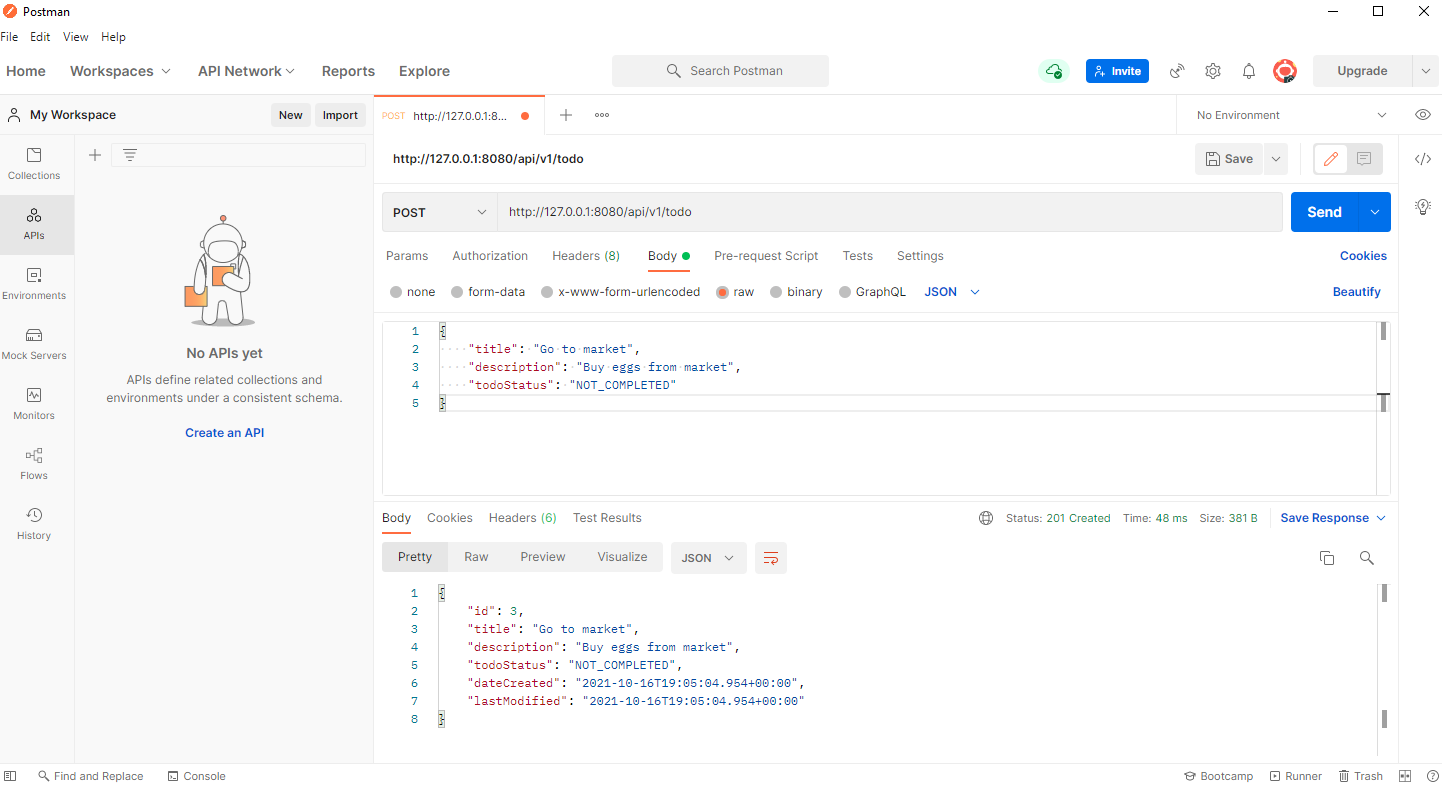 Postman
File Edit View Help
Home Workspaces API Network Reports Explore Search Postman Invite Upgrade
My Workspace New Import
POST http://127.0.0.1:8... No Environment
http://127.0.0.1:8080/api/v1/todo Save
Collections
APIs
Environments
Mock Servers
Monitors
Flows
History
No APIs yet
APIs define related collections and
environments under a consistent schema.
Create an API
POST http://127.0.0.1:8080/api/v1/todo Send
Params Authorization Headers (8) Body Pre-request Script Tests Settings Cookies
none form-data x-www-form-urlencoded raw binary GraphQL JSON Beautify
1 {
2 "title": "Go to market",
3 "description": "Buy eggs from market",
4 "todoStatus": "NOT_COMPLETED"
5 }
Body Cookies Headers (6) Test Results Status: 201 Created Time: 48 ms Size: 381 B Save Response
Pretty Raw Preview Visualize JSON
1 {
2 "id": 3,
3 "title": "Go to market",
4 "description": "Buy eggs from market",
5 "todoStatus": "NOT_COMPLETED",
6 "dateCreated": "2021-10-16T19:05:04.954+00:00",
7 "lastModified": "2021-10-16T19:05:04.954+00:00"
8 }
Find and Replace Console Bootcamp Runner Trash